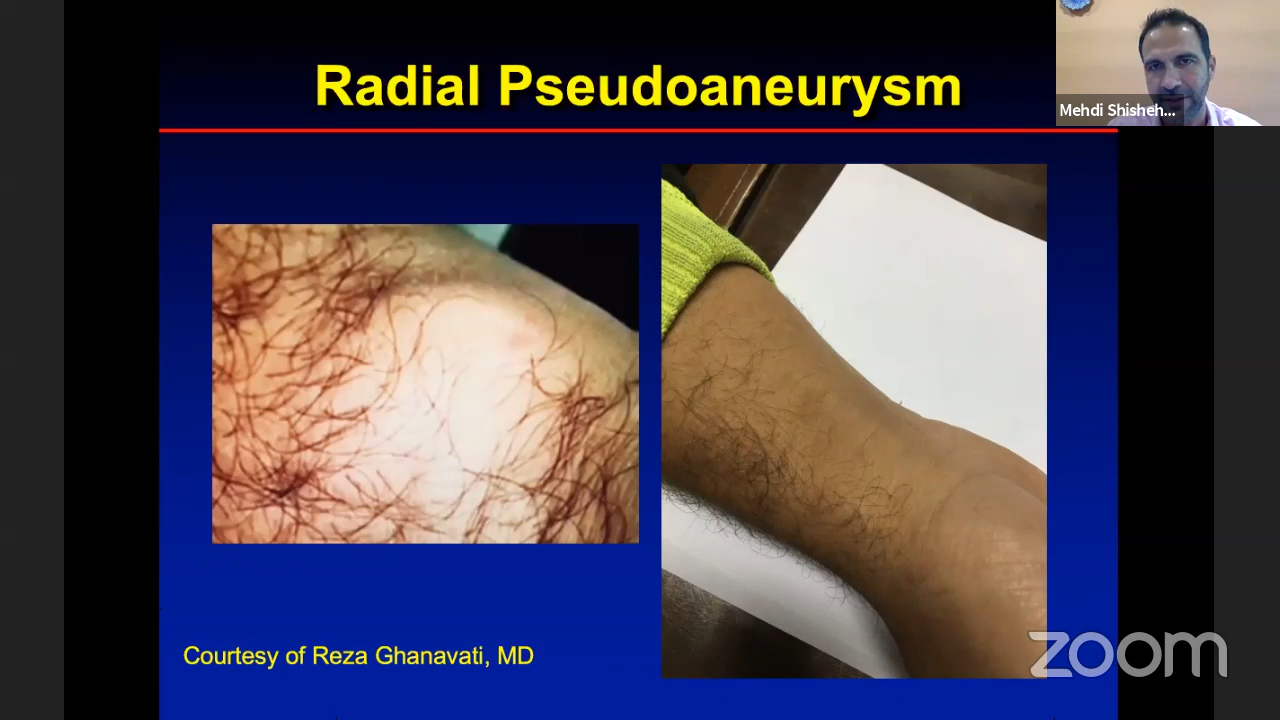 Radial Pseudoaneurysm
Mehdi Shisheh...
Courtesy of Reza Ghanavati, MD
zoom